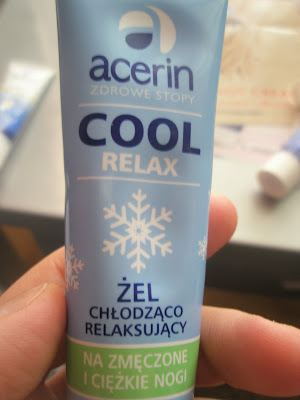 acerin
ZDROWE STOPY
COOL
RELAX
ŻEL
CHŁODZĄCO
RELAKSUJĄCY
NA ZMĘCZONE
I CIĘŻKIE NOGI